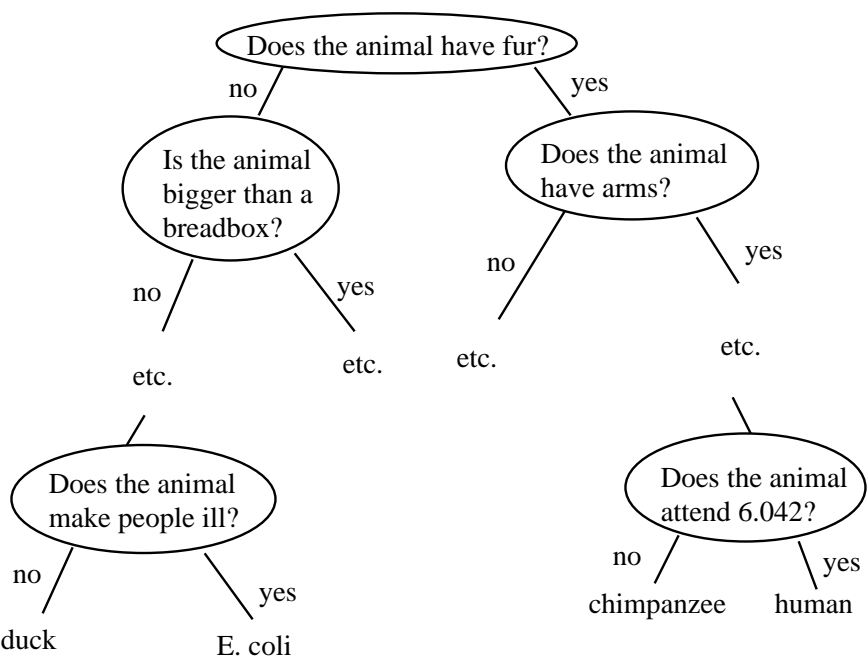 Does the animal have fur?
no
yes
Is the animal
bigger than a
breadbox?
Does the animal
have arms?
no
yes
no
yes
etc.
etc.
etc.
etc.
Does the animal
make people ill?
Does the animal
attend 6.042?
no
yes
no
yes
duck
E. coli
chimpanzee
human